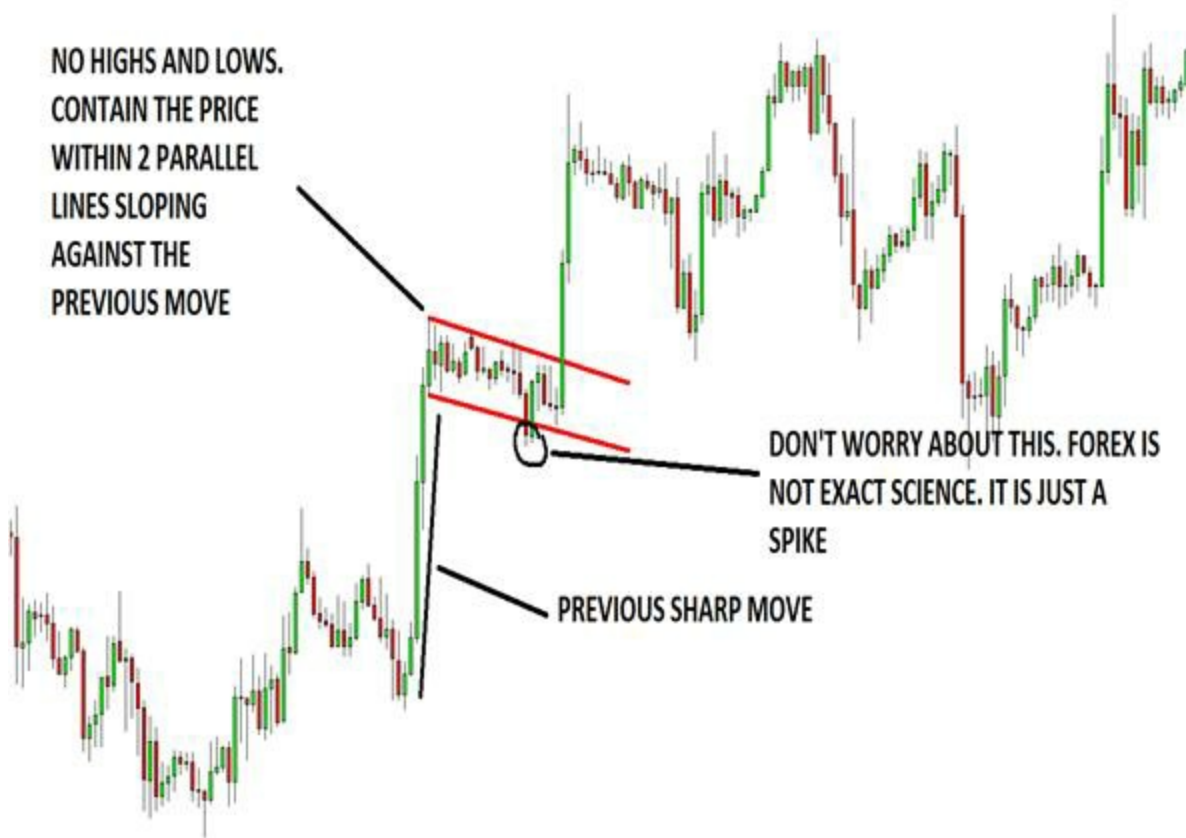 NO HIGHS AND LOWS.
CONTAIN THE PRICE
WITHIN 2 PARALLEL
LINES SLOPING
AGAINST THE
PREVIOUS MOVE
DON'T WORRY ABOUT THIS. FOREX IS
NOT EXACT SCIENCE. IT IS JUST A
SPIKE
PREVIOUS SHARP MOVE